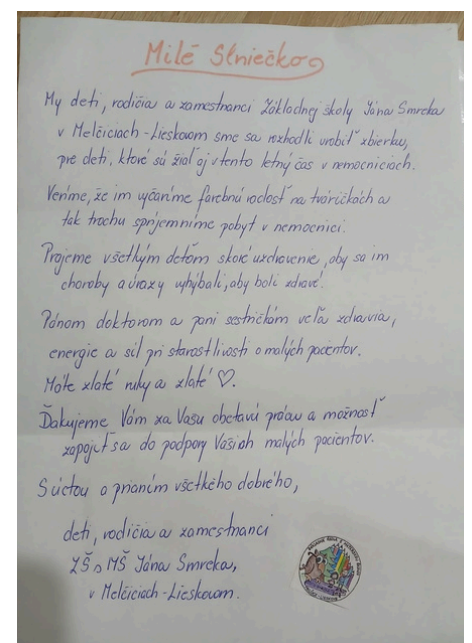 Milé Slniečko
My deti, rodičia a zamestnanci Základnej školy Jána Smreka
v Melčiciach-Lieskovom sme sa rozhodli urobiť zbierku,
pre deti, ktoré sú žiaľ aj v tento letný čas v nemocniciach.
Veríme, že im vyčaríme farebnú radosť na tváričkách a
tak trochu spríjemníme pobyt v nemocnici.
Prajeme všetkým deťom skoré uzdravenie, aby sa im
choroby a úrazy vyhýbali, aby boli zdravé.
Pánom doktorom a pani sestričkám veľa zdravia,
energie a síl pri starostlivosti o malých pacientov.
Máte zlaté ruky a zlaté ♡.
Ďakujeme Vám za Vašu obetavú prácu a možnosť
zapojiť sa do podpory Vašich malých pacientov.
S úctou a prianím všetkého dobrého,
deti, rodičia a zamestnanci
ZŠ s MŠ Jána Smreka,
v Melčiciach-Lieskovom.